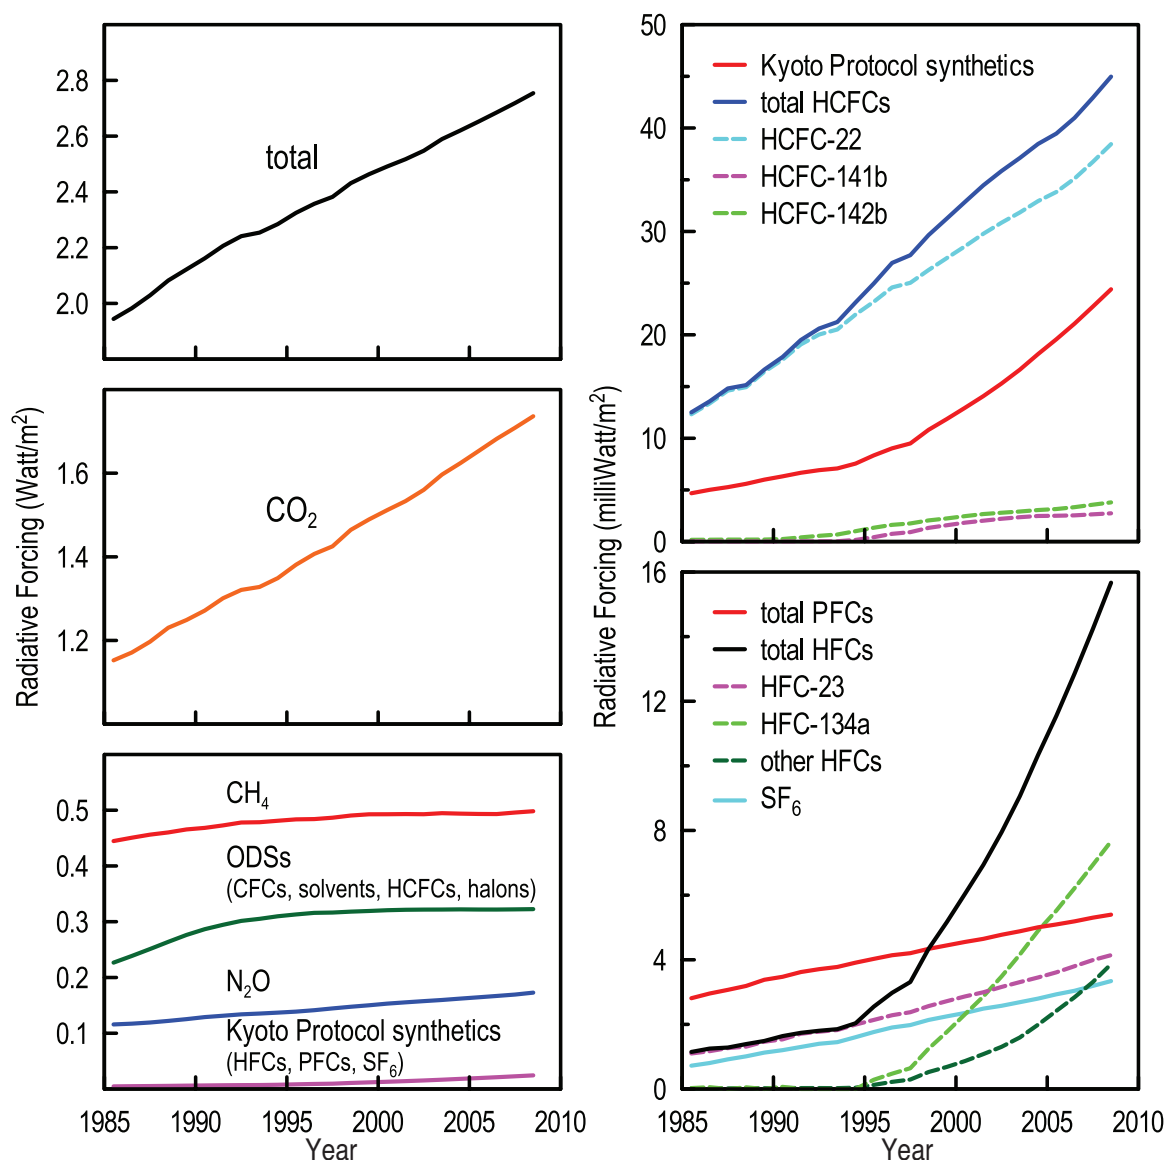 2.8
2.6
2.4
2.2
2.0
total
1.6
1.4
1.2
CO₂
Radiative Forcing (Watt/m²)
0.5
0.4
0.3
0.2
0.1
CH₄
ODSs
(CFCs, solvents, HCFCs, halons)
N₂O
Kyoto Protocol synthetics
(HFCs, PFCs, SF₆)
1985 1990 1995 2000 2005 2010
Year
50
40
30
20
10
0
Kyoto Protocol synthetics
total HCFCs
HCFC-22
HCFC-141b
HCFC-142b
Radiative Forcing (milliWatt/m²)
16
12
8
4
0
total PFCs
total HFCs
HFC-23
HFC-134a
other HFCs
SF₆
1985 1990 1995 2000 2005 2010
Year